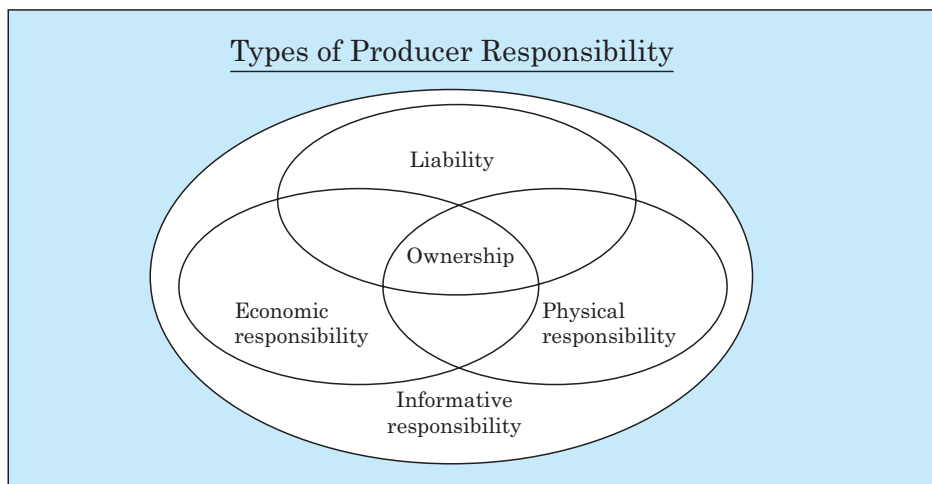 Types of Producer Responsibility
Liability
Ownership
Economic
responsibility
Physical
responsibility
Informative
responsibility